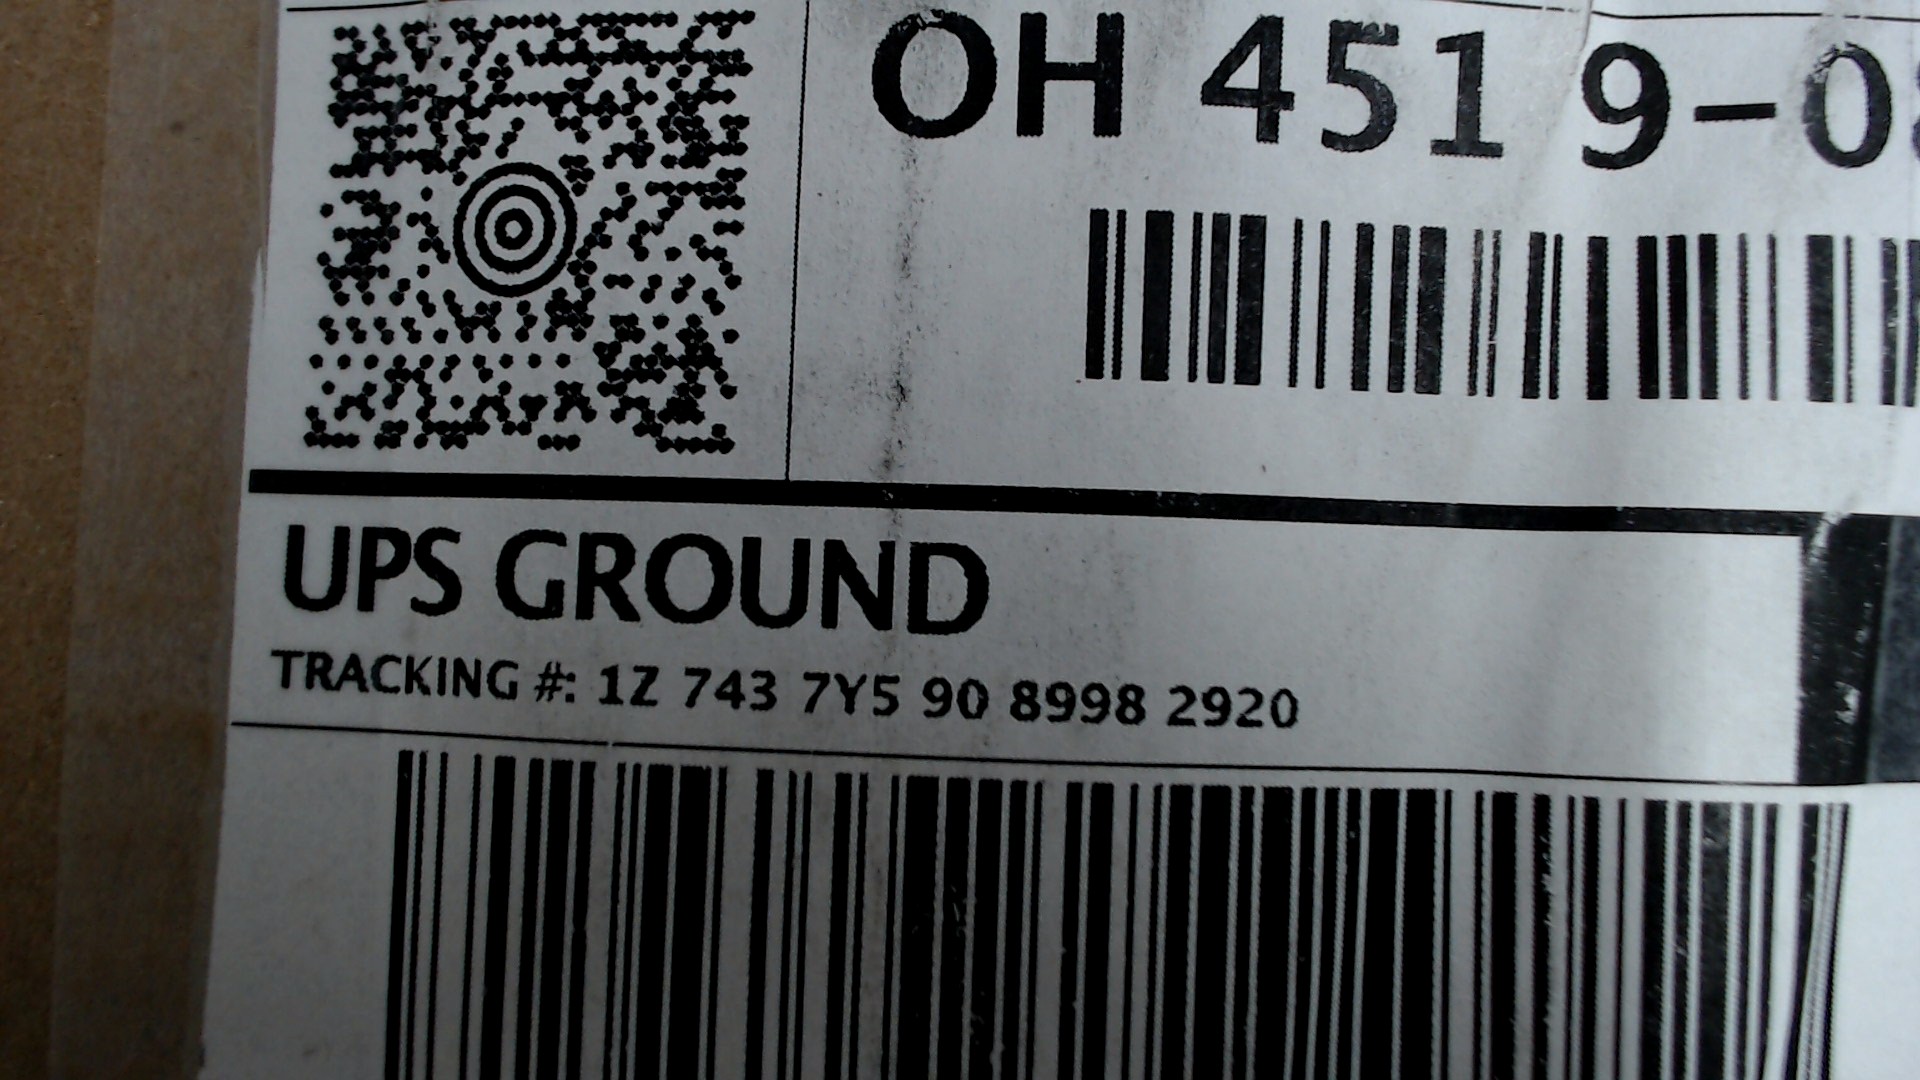 OH 451 9-0
UPS GROUND
TRACKING #: 1Z 743 7Y5 90 8998 2920